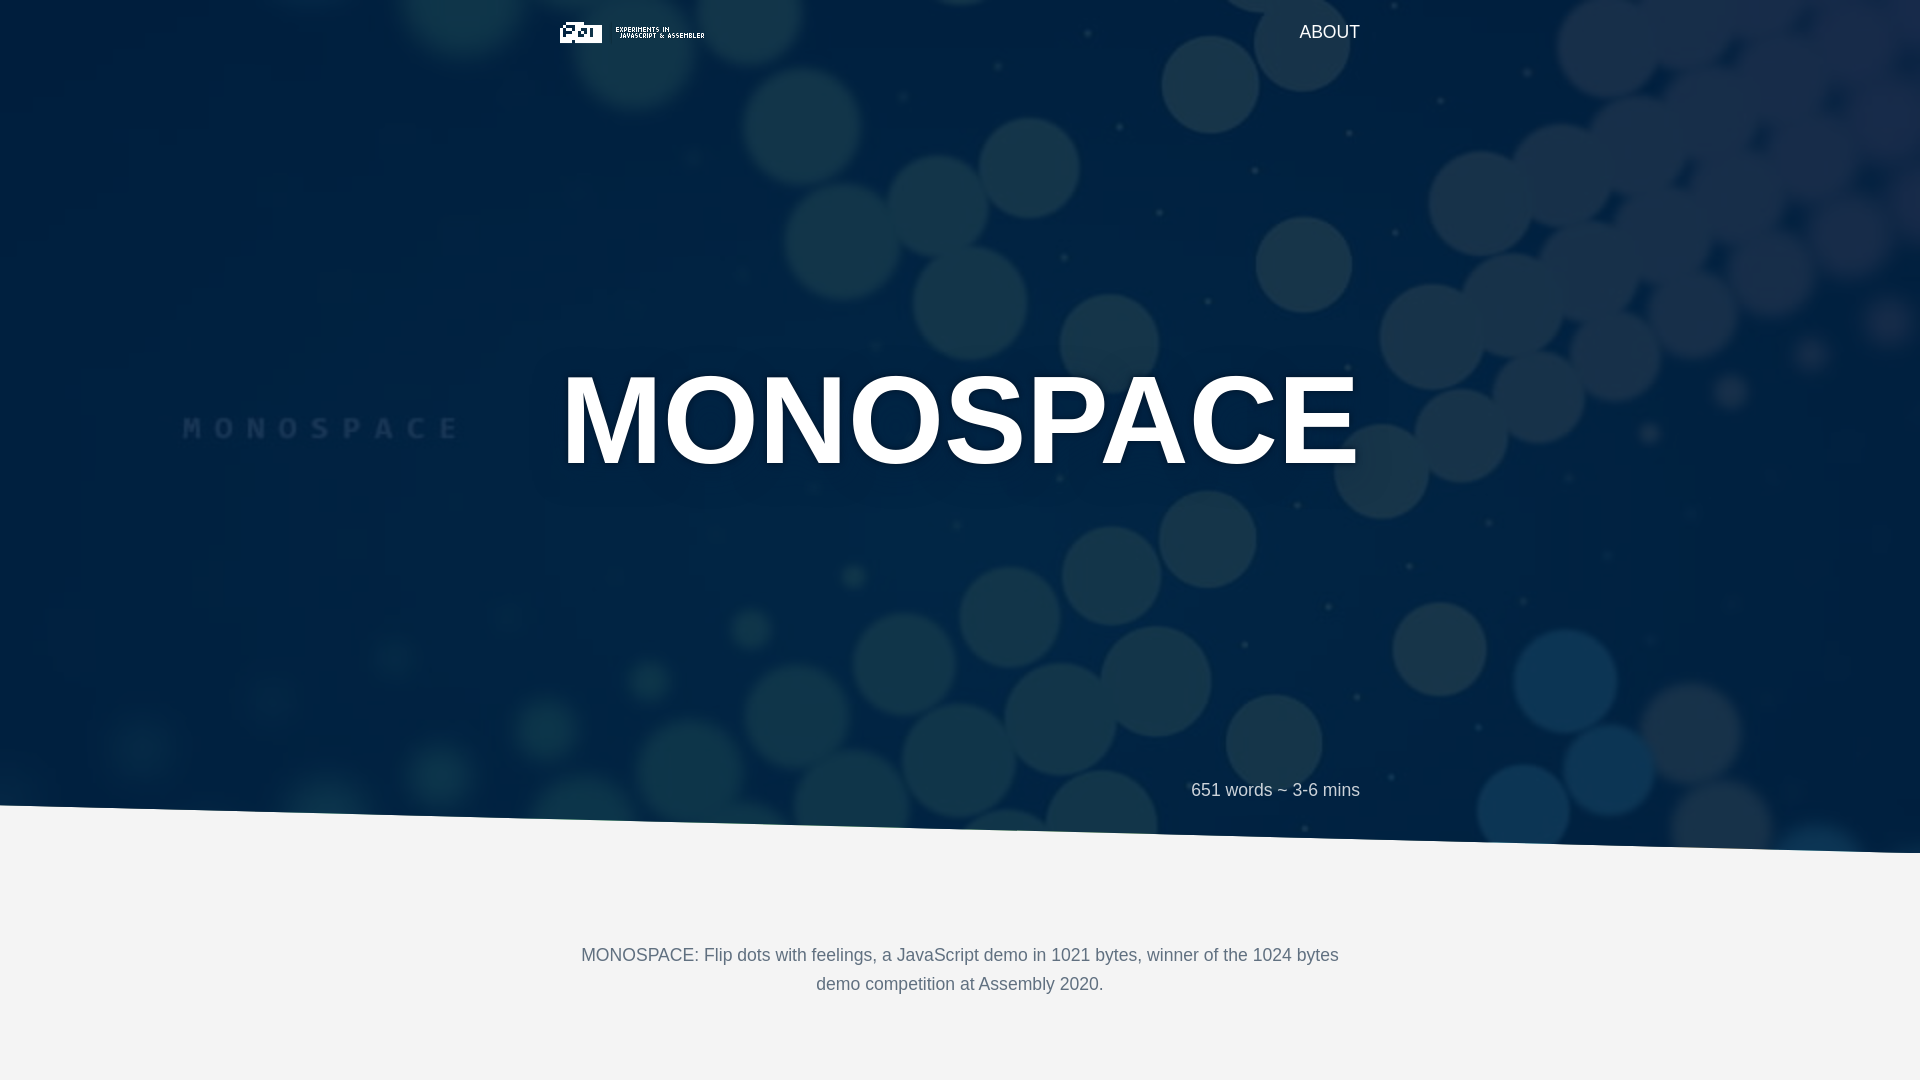 p01
EXPERIMENTS IN
JAVASCRIPT & ASSEMBLER
ABOUT
MONOSPACE
MONOSPACE
651 words ~ 3-6 mins
MONOSPACE: Flip dots with feelings, a JavaScript demo in 1021 bytes, winner of the 1024 bytes
demo competition at Assembly 2020.